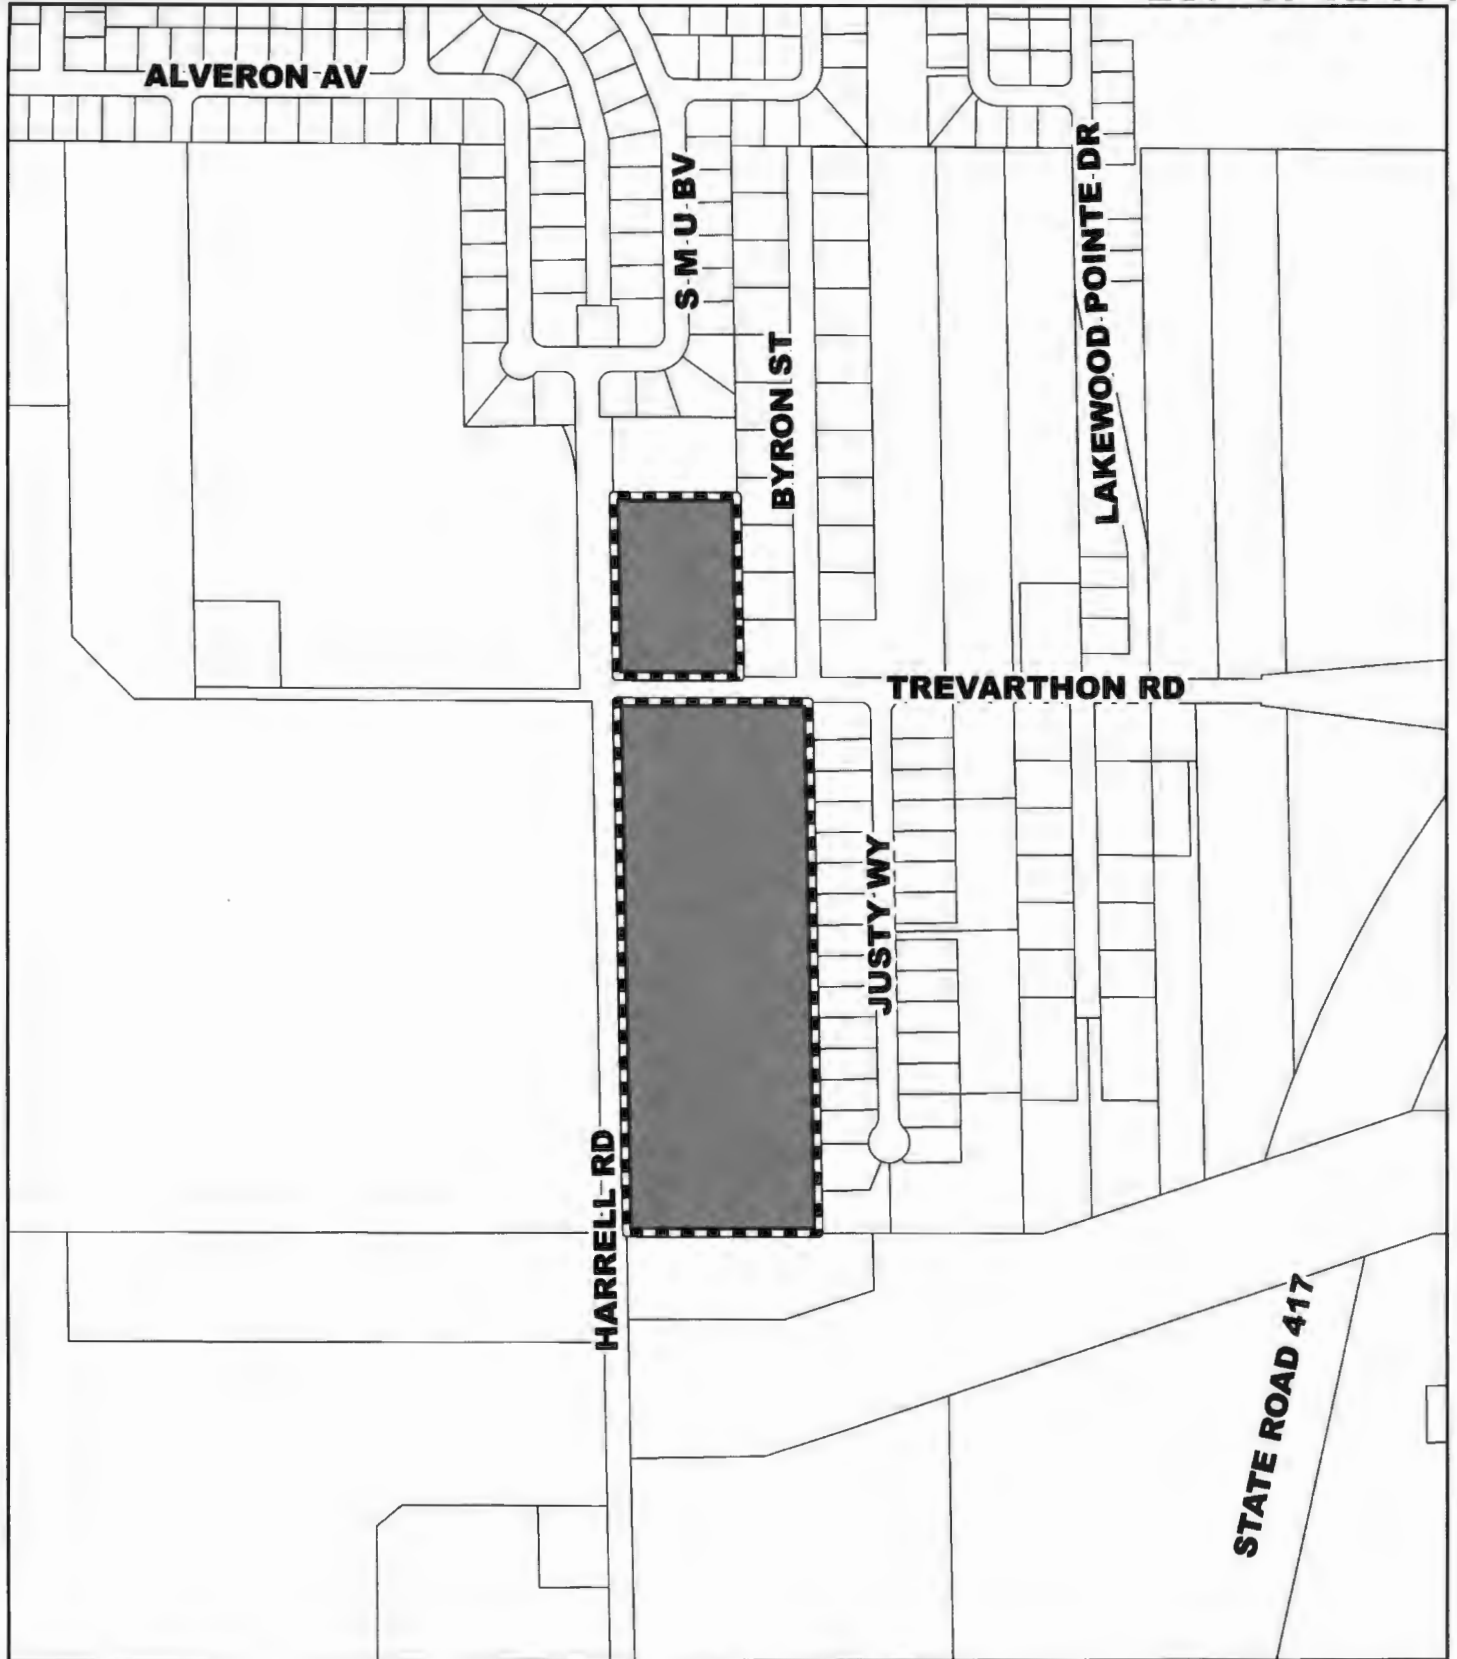 ALVERON AV
S M U BV
BYRON ST
LAKEWOOD POINTE DR
TREVARTHON RD
JUSTY WY
HARRELL RD
STATE ROAD 417